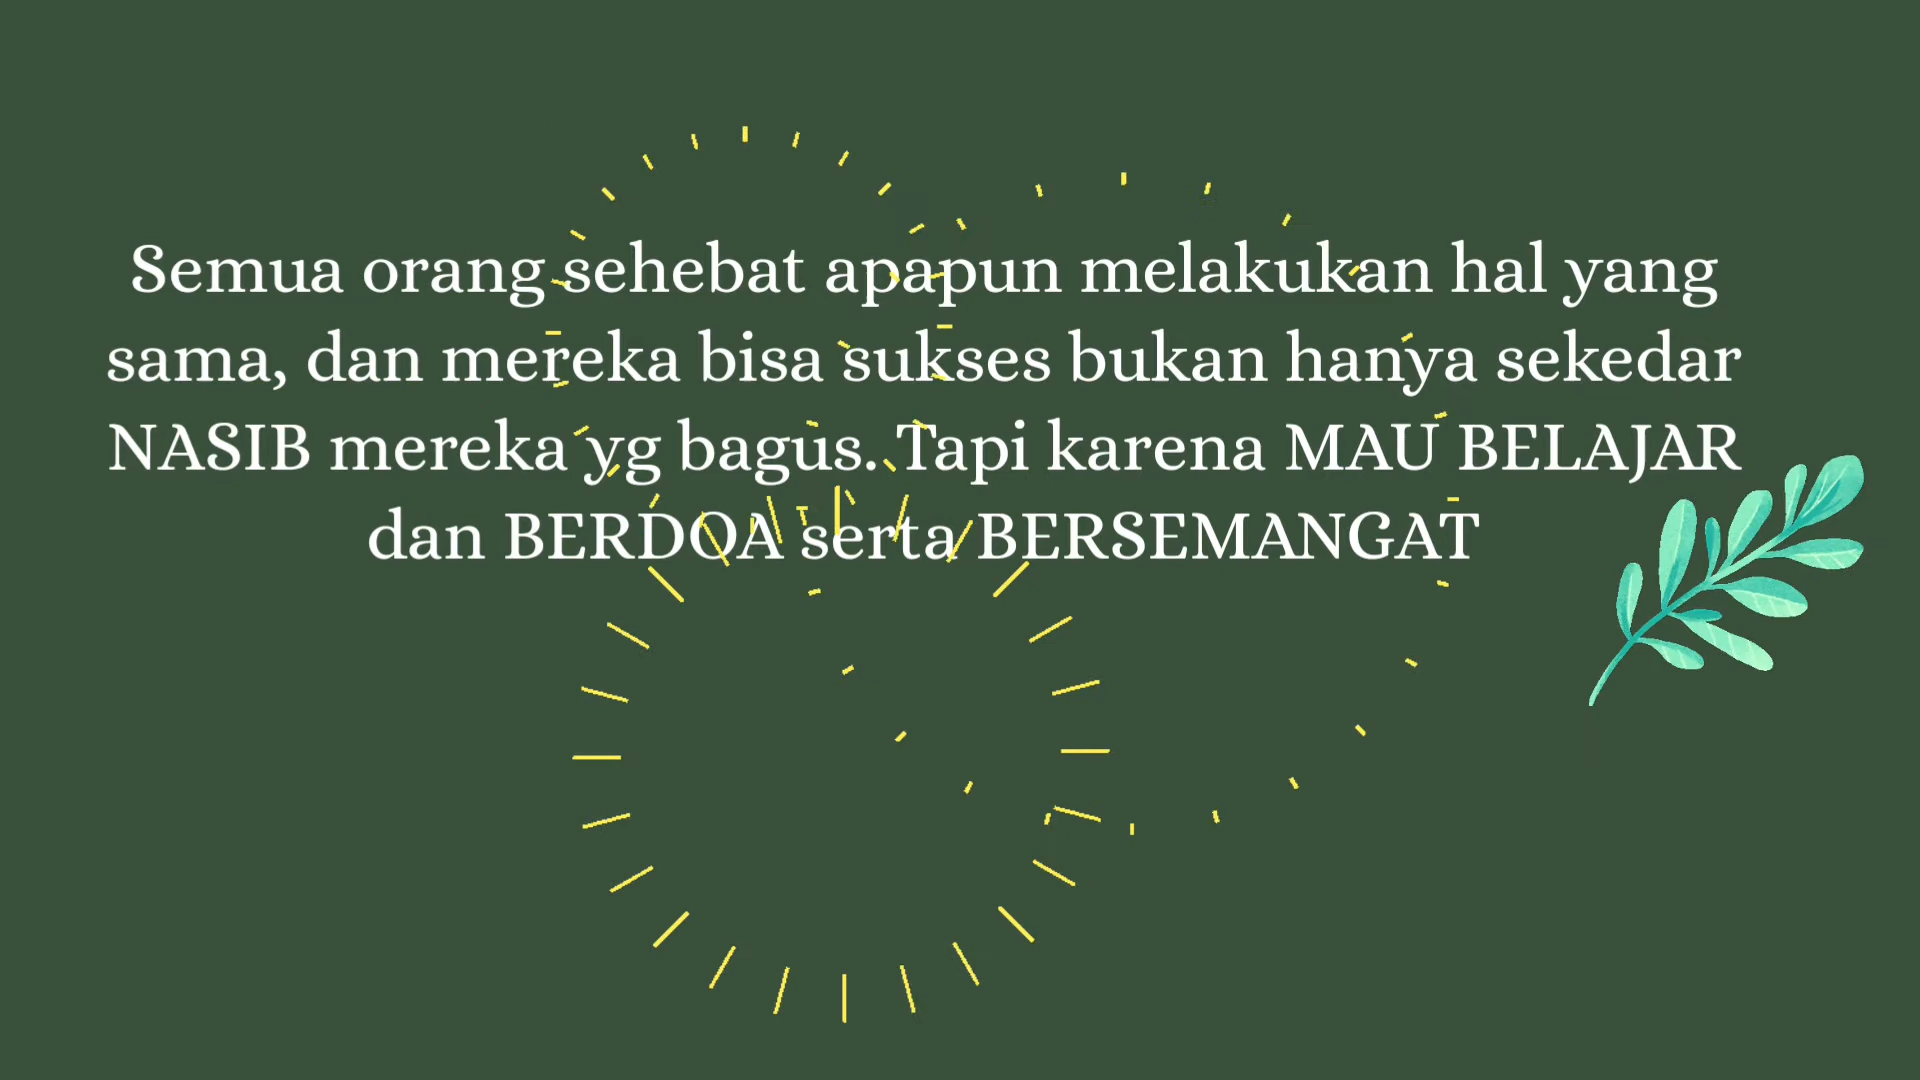 Semua orang sehebat apapun melakukan hal yang
sama, dan mereka bisa sukses bukan hanya sekedar
NASIB mereka yg bagus. Tapi karena MAU BELAJAR
dan BERDOA serta BERSEMANGAT